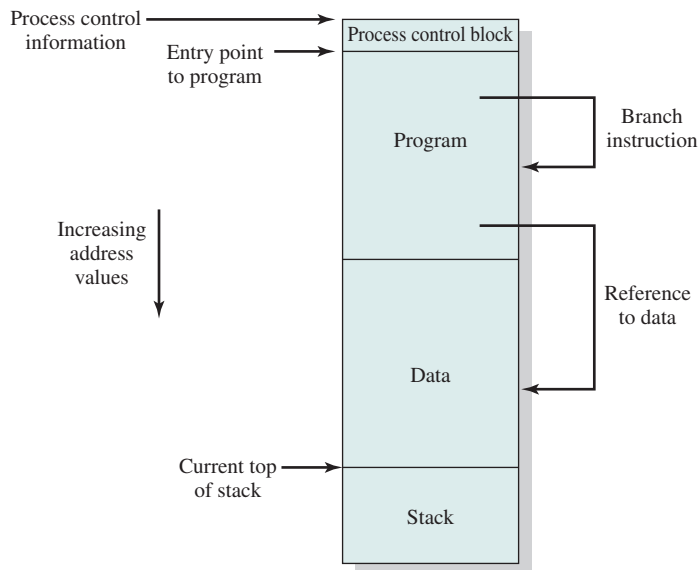 Process control
information
Process control block
Entry point
to program
Branch
instruction
Program
Increasing
address
values
Reference
to data
Data
Current top
of stack
Stack